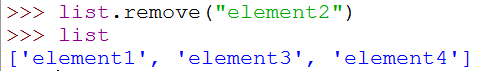 >>> list.remove("element2")
>>> list
['element1', 'element3', 'element4']